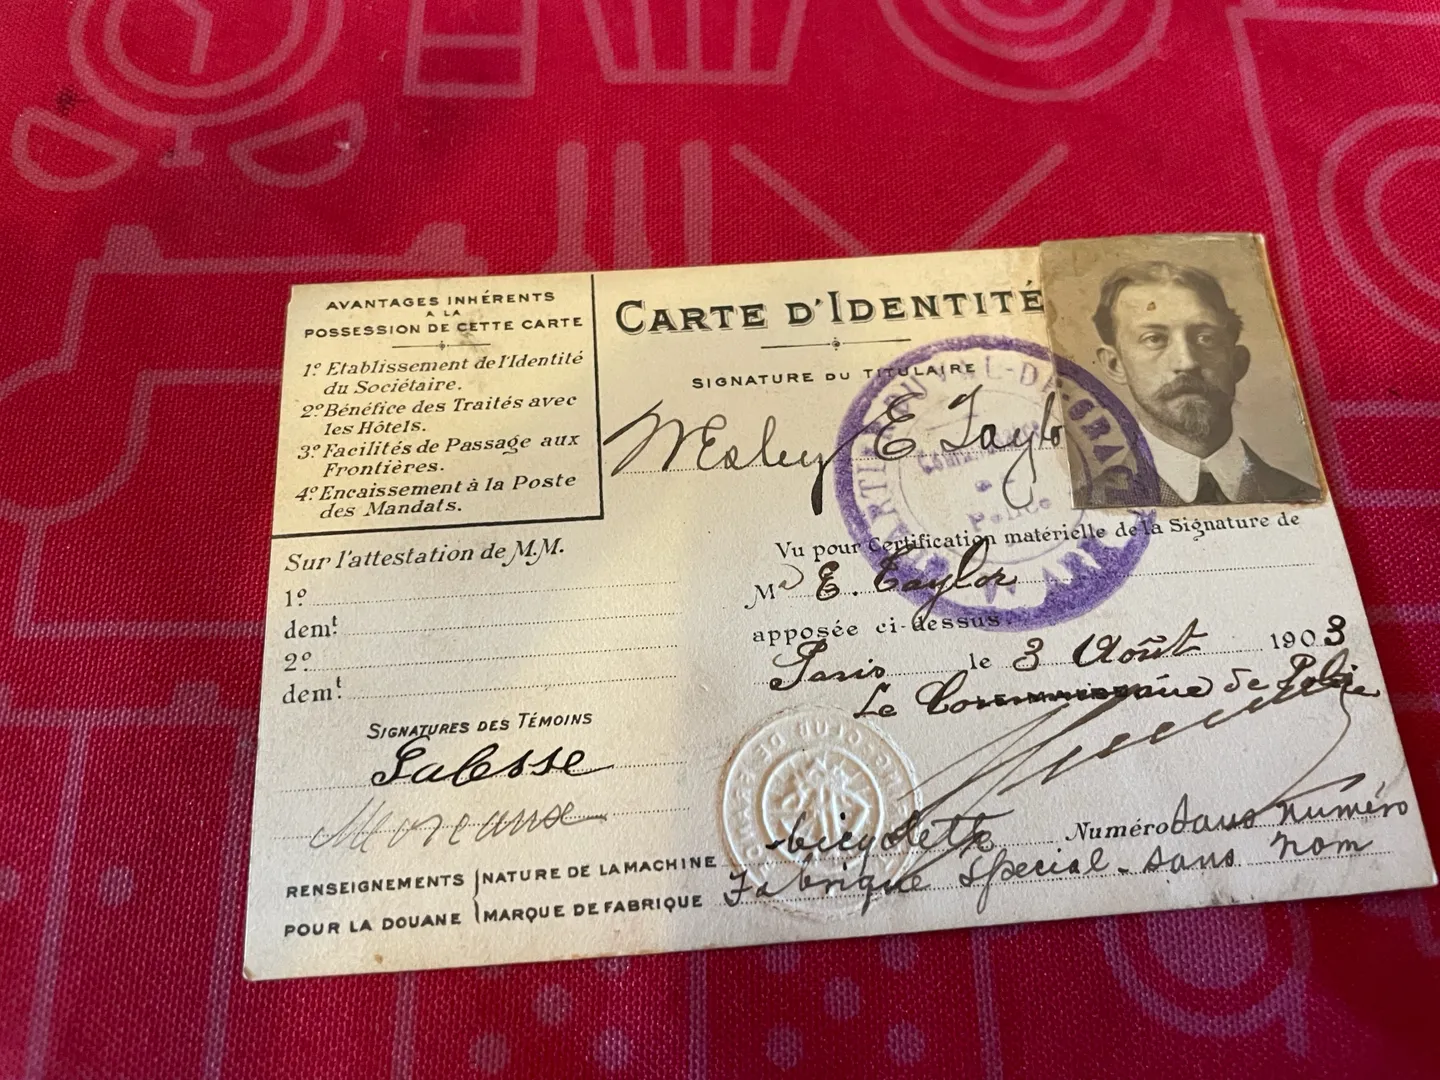 AVANTAGES INHÉRENTS
A LA
POSSESSION DE CETTE CARTE
1º Etablissement de l'Identité
du Sociétaire.
2º Bénéfice des Traités avec
les Hôtels.
3º Facilités de Passage aux
Frontières.
4º Encaissement à la Poste
des Mandats.
CARTE D'IDENTITÉ
SIGNATURE DU TITULAIRE
Wesley E Taylo
Vu pour Certification matérielle de la Signature de
Mr E. Taylor
apposée ci-dessus.
Paris le 3 Août 1903
Le Commissaire de Police
Sur l'attestation de M.M.
1º
demt
2º
demt
SIGNATURES DES TÉMOINS
RENSEIGNEMENTS
POUR LA DOUANE
NATURE DE LA MACHINE bicyclette Numéro Sans numéro
MARQUE DE FABRIQUE Fabrique Special - sans nom